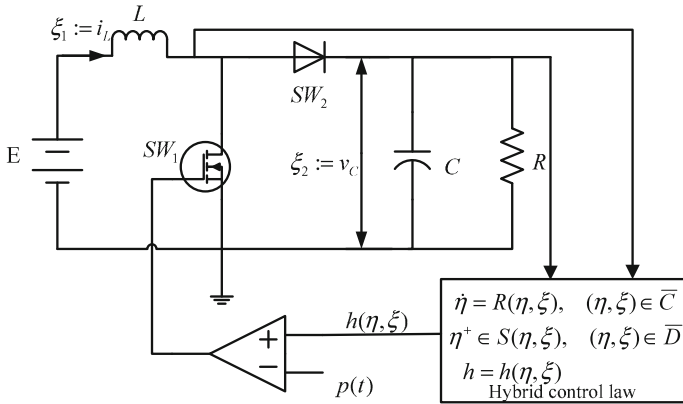 ξ₁ := i_L
L
SW₂
E
SW₁
ξ₂ := v_C
C
R
h(η,ξ)
+
−
p(t)
η̇ = R(η,ξ), (η,ξ)∈ C̅
η⁺ ∈ S(η,ξ), (η,ξ)∈ D̅
h = h(η,ξ)
Hybrid control law